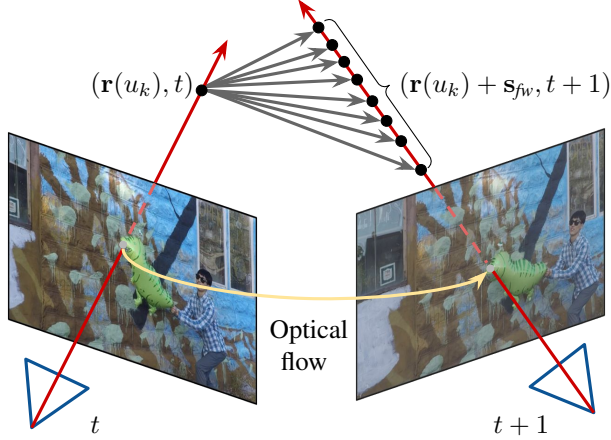 (r(u_k), t)
(r(u_k) + s_fw, t + 1)
Optical
flow
t
t + 1